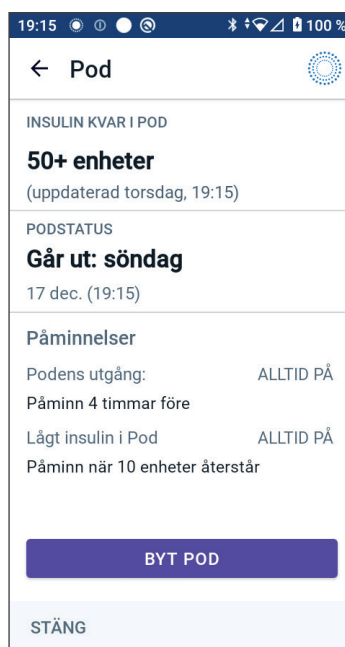 19:15 100 %
Pod
INSULIN KVAR I POD
50+ enheter
(uppdaterad torsdag, 19:15)
PODSTATUS
Går ut: söndag
17 dec. (19:15)
Påminnelser
Podens utgång: ALLTID PÅ
Påminn 4 timmar före
Lågt insulin i Pod ALLTID PÅ
Påminn när 10 enheter återstår
BYT POD
STÄNG